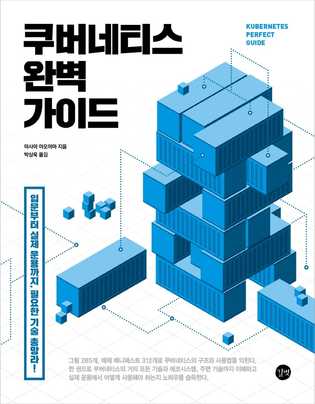 쿠버네티스
완벽
가이드
KUBERNETES
PERFECT
GUIDE
마사야 아오야마 지음
박상욱 옮김
입문부터 실제 운용까지 필요한 기술 총망라!
그림 285개, 예제 매니페스트 312개로 쿠버네티스의 구조와 사용법을 익힌다.
한 권으로 쿠버네티스의 거의 모든 기술과 에코시스템, 주변 기술까지 이해하고
실제 운용에서 어떻게 사용해야 하는지 노하우를 습득한다.
길벗